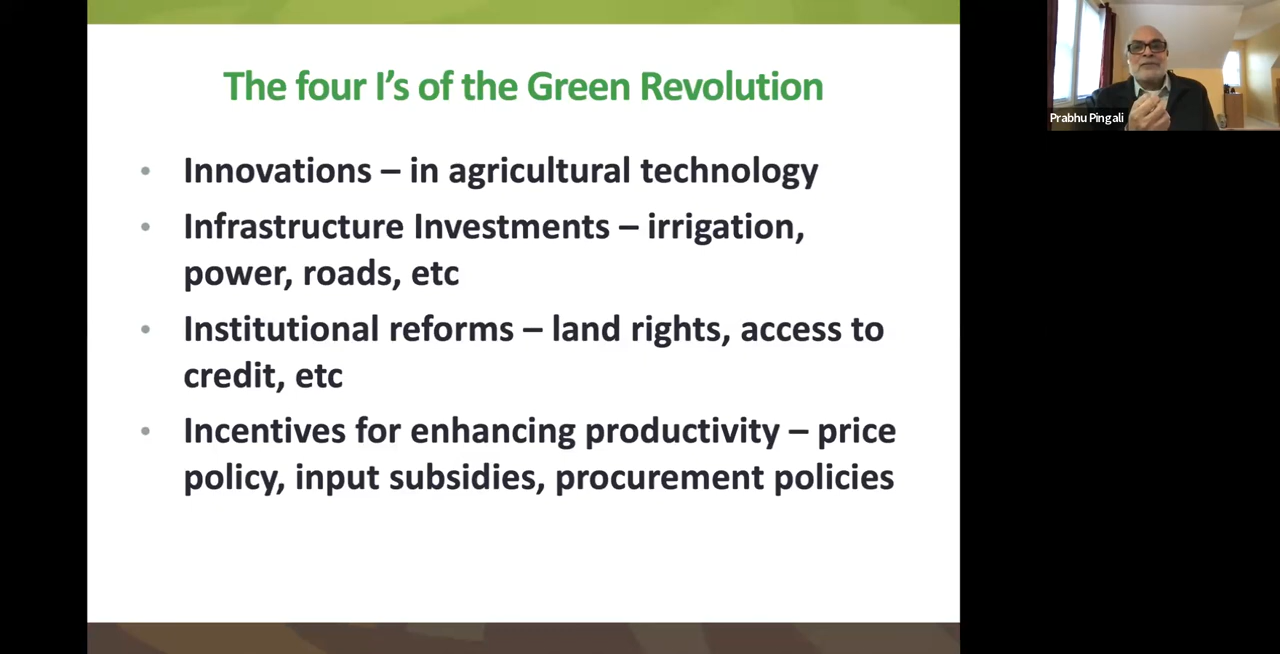 The four I's of the Green Revolution
• Innovations – in agricultural technology
• Infrastructure Investments – irrigation,
power, roads, etc
• Institutional reforms – land rights, access to
credit, etc
• Incentives for enhancing productivity – price
policy, input subsidies, procurement policies
Prabhu Pingali